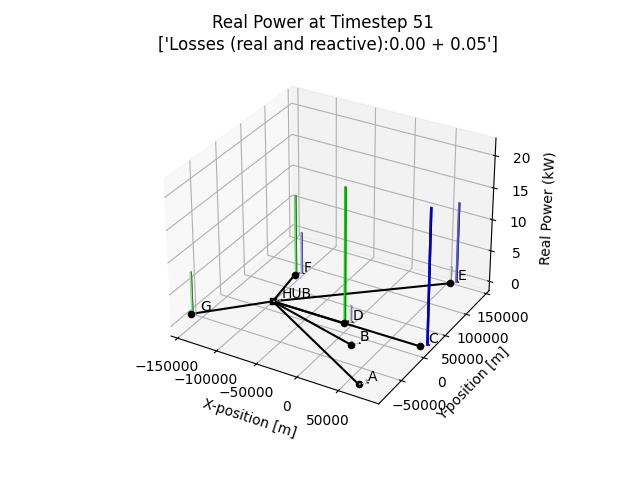 Real Power at Timestep 51
['Losses (real and reactive):0.00 + 0.05']
20
15
10
5
0
Real Power (kW)
F
E
HUB
G
D
B
C
A
150000
100000
50000
0
−50000
Y-position [m]
−150000
−100000
−50000
0
50000
X-position [m]